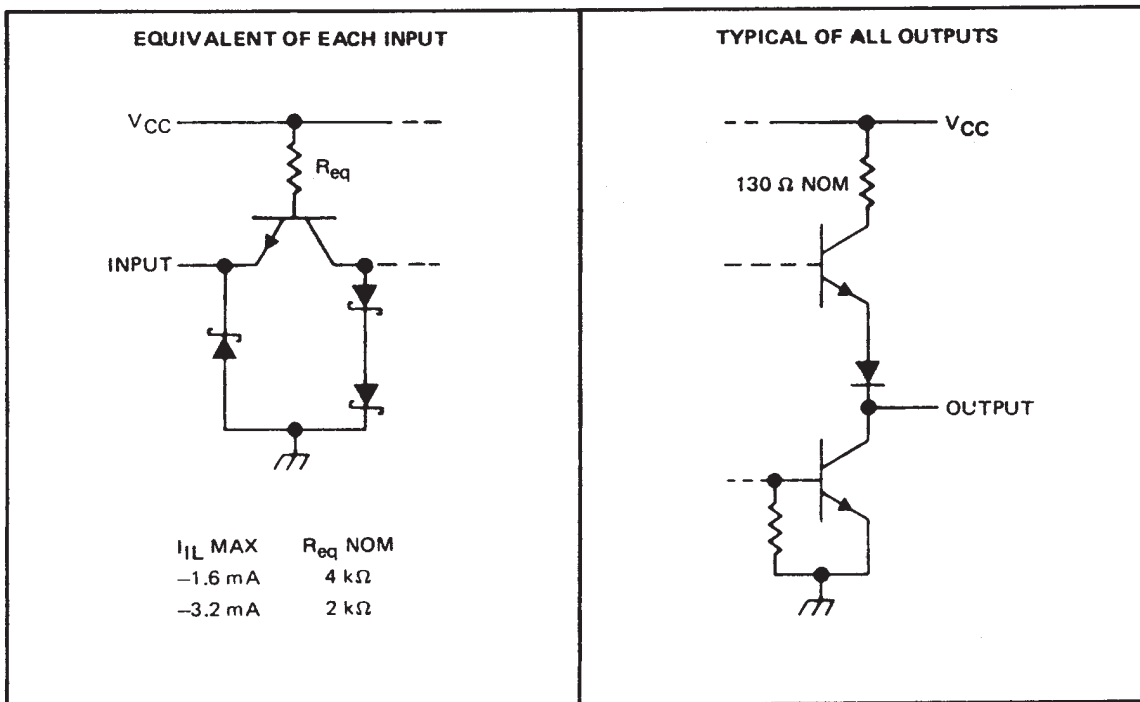 EQUIVALENT OF EACH INPUT
VCC
Req
INPUT
IIL MAX Req NOM
−1.6 mA 4 kΩ
−3.2 mA 2 kΩ
TYPICAL OF ALL OUTPUTS
VCC
130 Ω NOM
OUTPUT